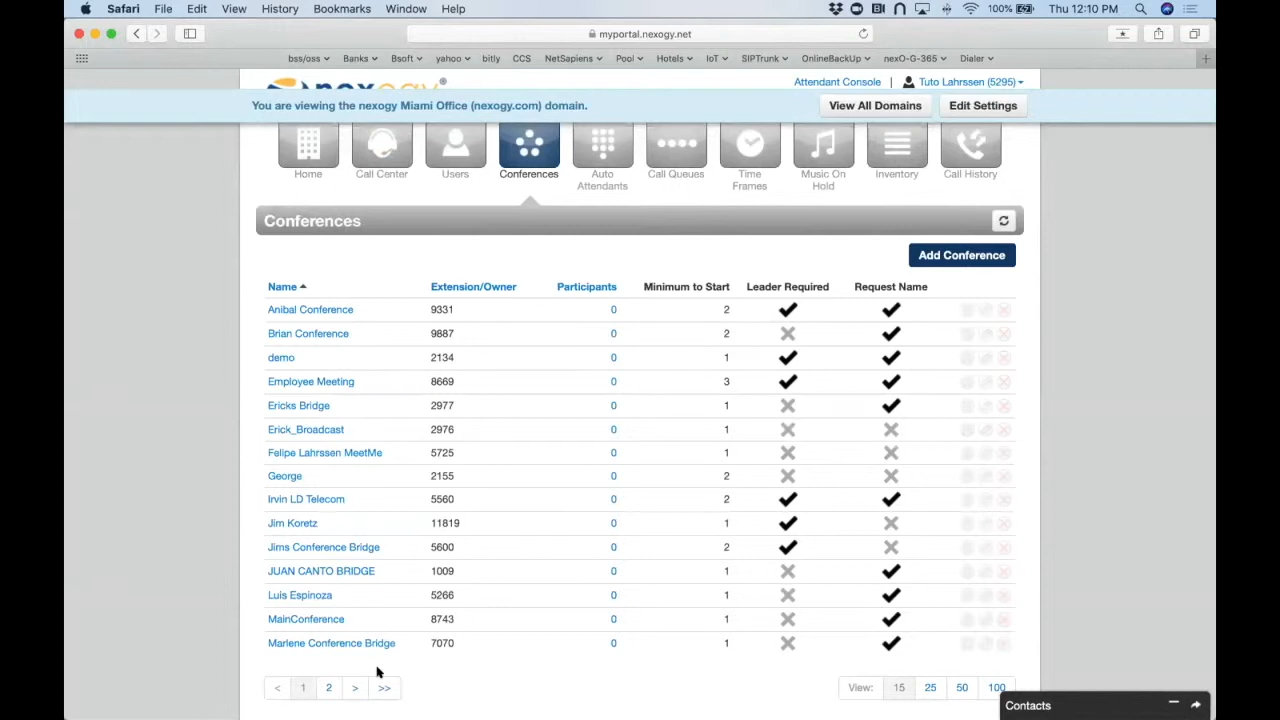 Safari File Edit View History Bookmarks Window Help 100% Thu 12:10 PM
myportal.nexogy.net
bss/oss Banks Bsoft yahoo bitly CCS NetSapiens Pool Hotels IoT SIPTrunk OnlineBackUp nexO-G-365 Dialer
nexogy Attendant Console Tuto Lahrssen (5295)
You are viewing the nexogy Miami Office (nexogy.com) domain. View All Domains Edit Settings
Home Call Center Users Conferences Auto Attendants Call Queues Time Frames Music On Hold Inventory Call History
Conferences
Add Conference
Name Extension/Owner Participants Minimum to Start Leader Required Request Name
Anibal Conference 9331 0 2
Brian Conference 9887 0 2
demo 2134 0 1
Employee Meeting 8669 0 3
Ericks Bridge 2977 0 1
Erick_Broadcast 2976 0 1
Felipe Lahrssen MeetMe 5725 0 1
George 2155 0 2
Irvin LD Telecom 5560 0 2
Jim Koretz 11819 0 1
Jims Conference Bridge 5600 0 2
JUAN CANTO BRIDGE 1009 0 1
Luis Espinoza 5266 0 1
MainConference 8743 0 1
Marlene Conference Bridge 7070 0 1
< 1 2 > >> View: 15 25 50 100
Contacts